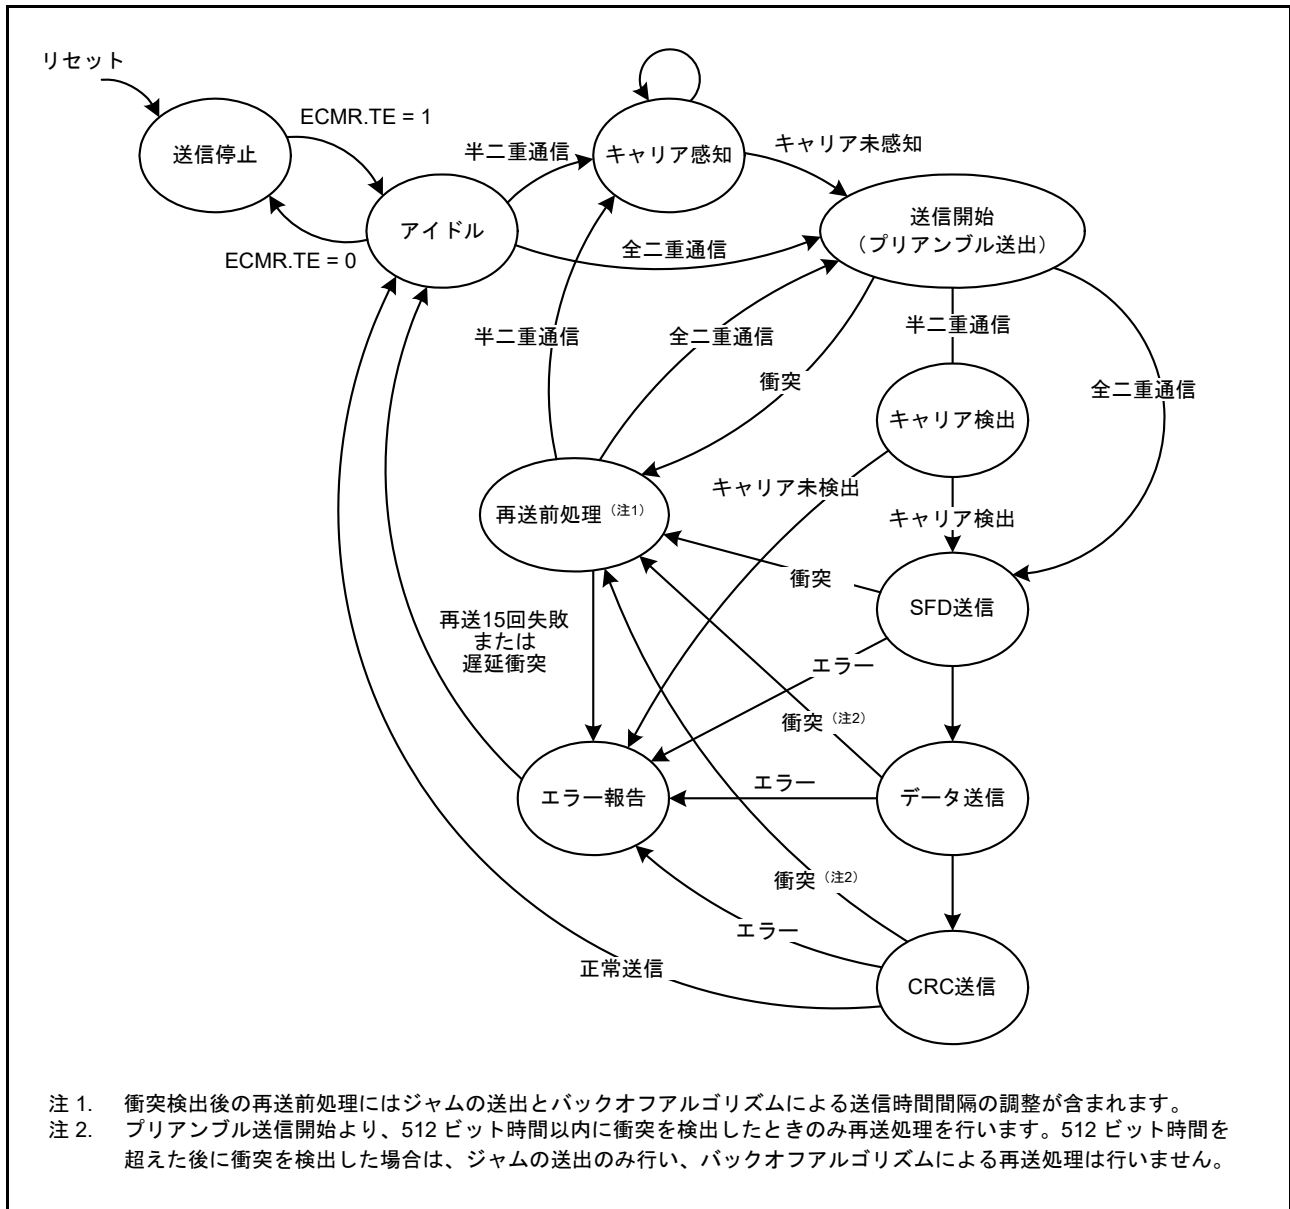 リセット
送信停止
ECMR.TE = 1
ECMR.TE = 0
アイドル
半二重通信
キャリア感知
キャリア未感知
全二重通信
送信開始
（プリアンブル送出）
半二重通信
全二重通信
衝突
半二重通信
全二重通信
キャリア検出
キャリア未検出
キャリア検出
再送前処理（注1）
衝突
SFD送信
再送15回失敗
または
遅延衝突
エラー
衝突（注2）
エラー報告
エラー
データ送信
衝突（注2）
エラー
正常送信
CRC送信
注 1. 衝突検出後の再送前処理にはジャムの送出とバックオフアルゴリズムによる送信時間間隔の調整が含まれます。
注 2. プリアンブル送信開始より、512 ビット時間以内に衝突を検出したときのみ再送処理を行います。512 ビット時間を
超えた後に衝突を検出した場合は、ジャムの送出のみ行い、バックオフアルゴリズムによる再送処理は行いません。